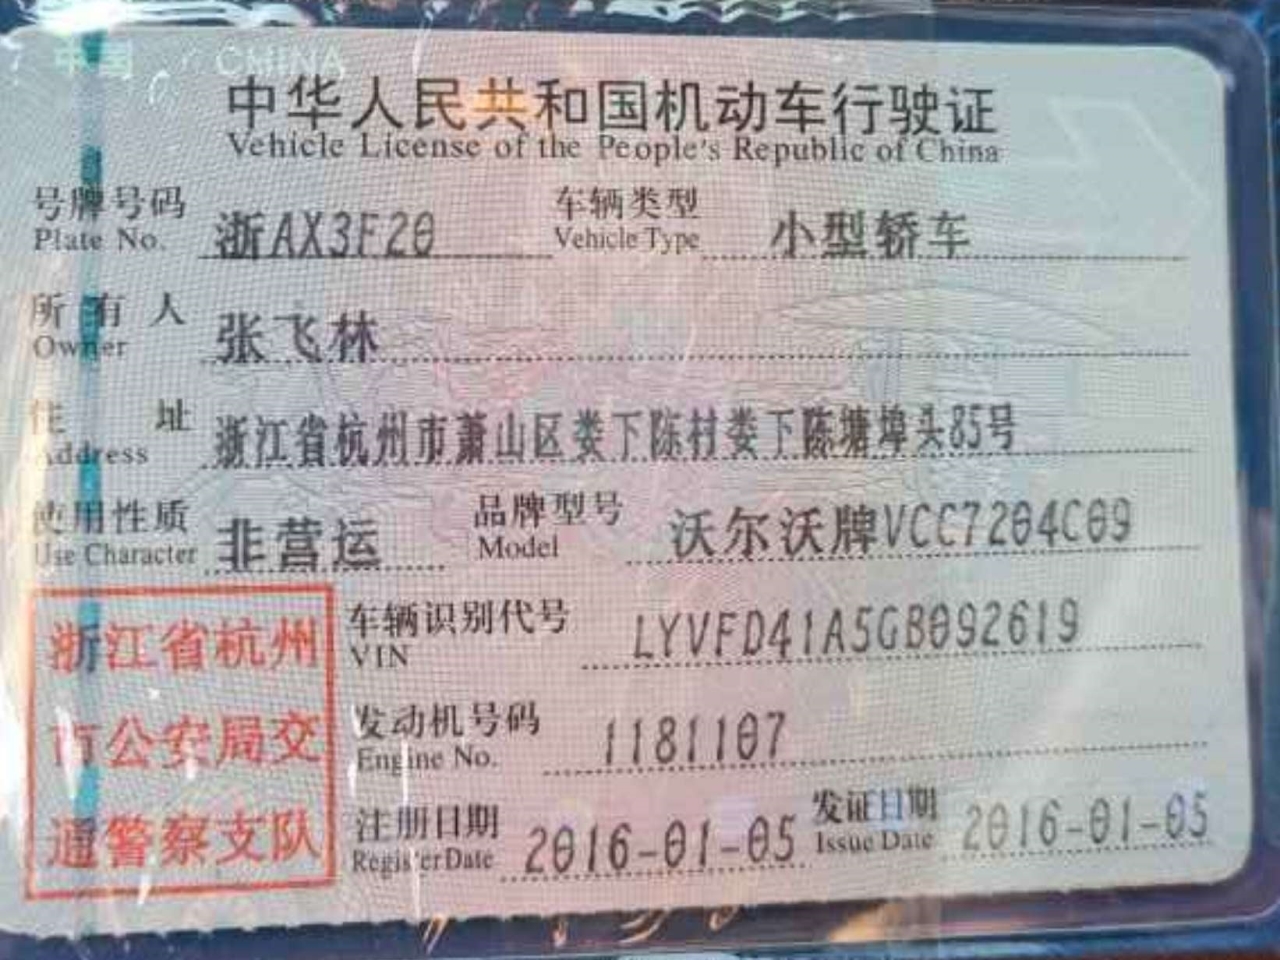 中国 CHINA
中华人民共和国机动车行驶证
Vehicle License of the People's Republic of China
号牌号码 浙AX3F20 车辆类型 小型轿车
Plate No. Vehicle Type
所有人 张飞林
Owner
住址 浙江省杭州市萧山区娄下陈村娄下陈塘埠头85号
Address
使用性质 非营运 品牌型号 沃尔沃牌VCC7204C09
Use Character Model
浙江省杭州
市公安局交
通警察支队
车辆识别代号 LYVFD41A5GB092619
VIN
发动机号码 1181107
Engine No.
注册日期 2016-01-05 发证日期 2016-01-05
Register Date Issue Date